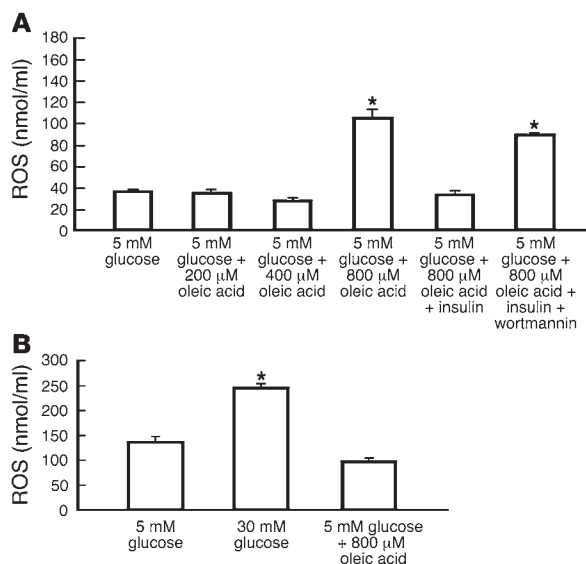 A
180
160
140
120
100
80
60
40
20
0
ROS (nmol/ml)
*
*
5 mM 5 mM 5 mM 5 mM 5 mM 5 mM
glucose glucose + glucose + glucose + glucose + glucose +
200 μM 400 μM 800 μM 800 μM 800 μM
oleic acid oleic acid oleic acid oleic acid oleic acid +
+ insulin insulin +
wortmannin
B
300
250
200
150
100
50
0
ROS (nmol/ml)
*
5 mM 30 mM 5 mM glucose
glucose glucose + 800 μM
oleic acid